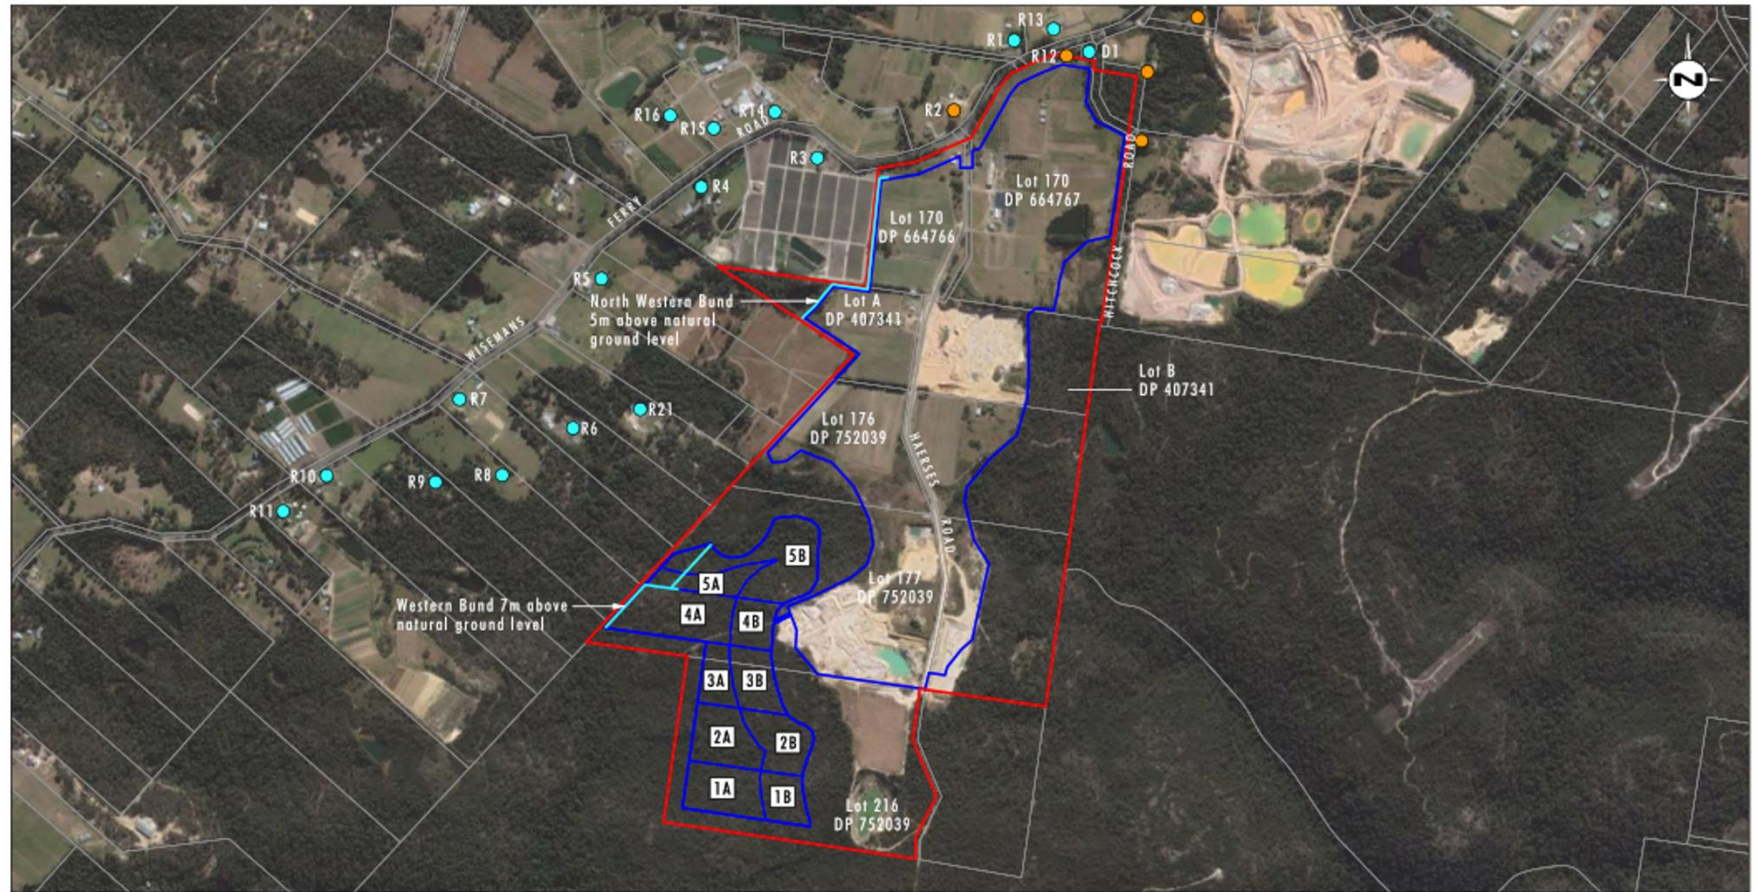 R13
R1
R12
D1
R2
R16
R15
R14
ROAD
R3
R4
FERRY
ROAD
Lot 170
DP 664767
Lot 170
DP 664766
HITCHCOCK
R5
North Western Bund
5m above natural
ground level
Lot A
DP 407341
WISEMANS
Lot B
DP 407341
R7
R21
R6
Lot 176
DP 752039
HAERSES
ROAD
R10
R9
R8
R11
5B
5A
Lot 177
DP 752039
Western Bund 7m above
natural ground level
4A
4B
3A
3B
2A
2B
1A
1B
Lot 216
DP 752039
N